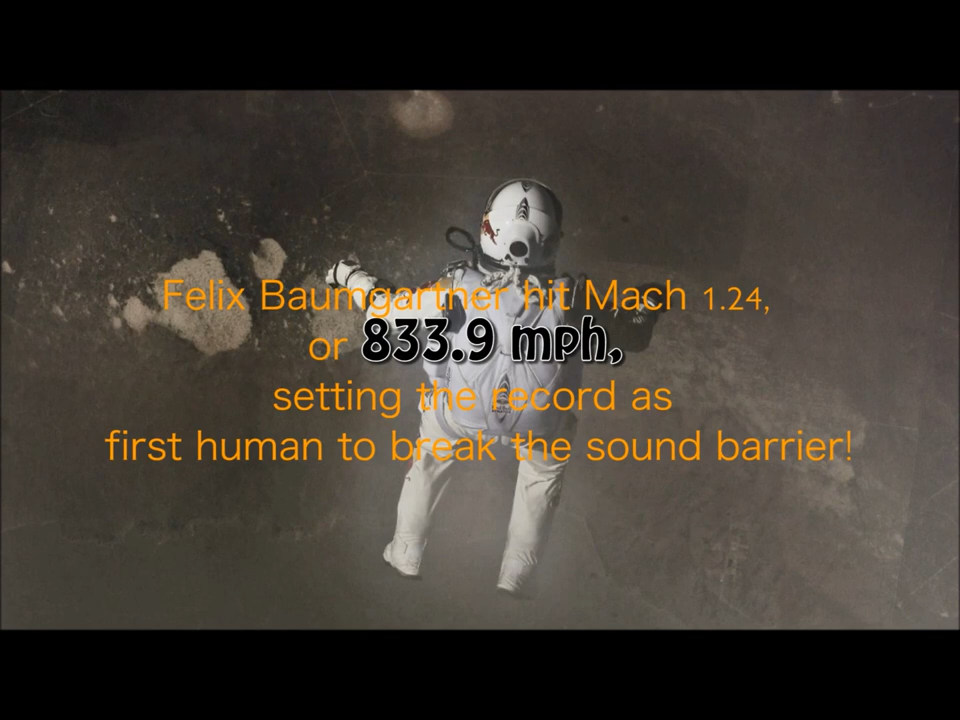 Felix Baumgartner hit Mach 1.24,
or 833.9 mph,
setting the record as
first human to break the sound barrier!